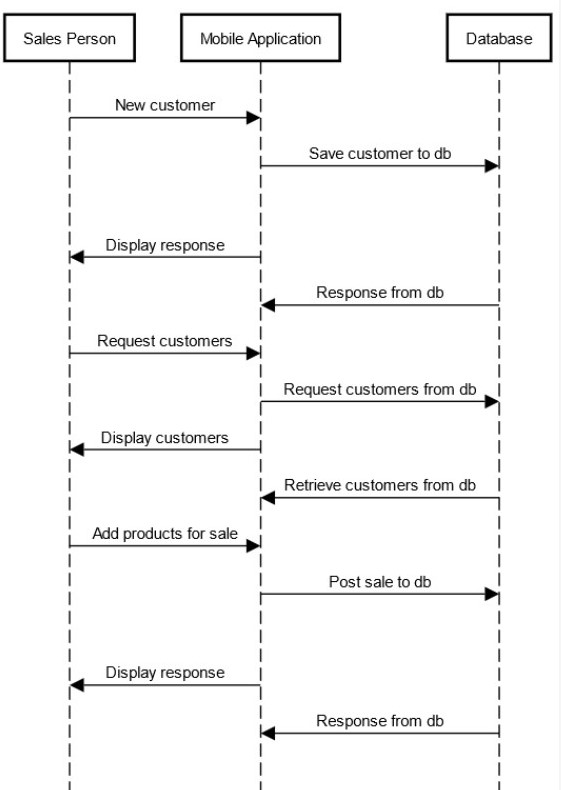 Sales Person
Mobile Application
Database
New customer
Save customer to db
Display response
Response from db
Request customers
Request customers from db
Display customers
Retrieve customers from db
Add products for sale
Post sale to db
Display response
Response from db